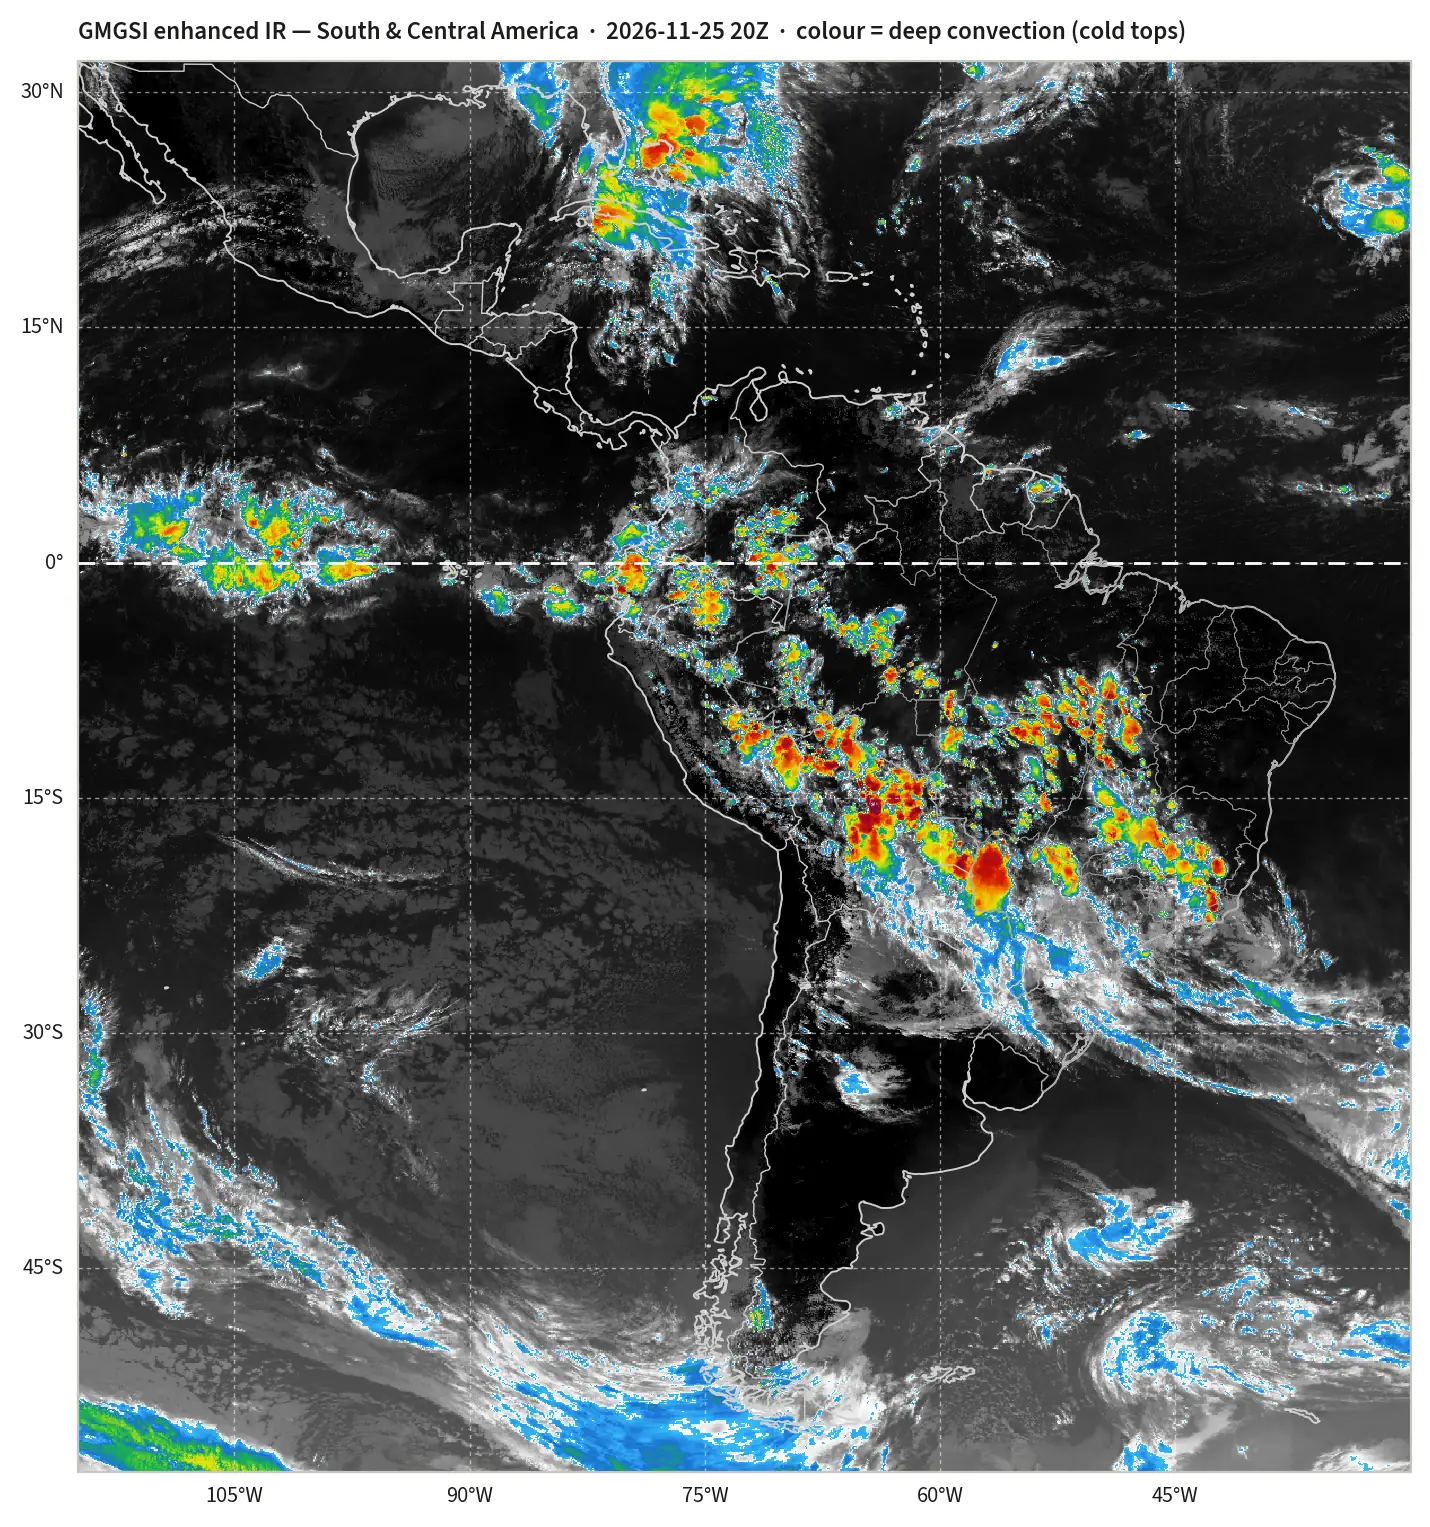 GMGSI enhanced IR — South & Central America · 2026-11-25 20Z · colour = deep convection (cold tops)
30°N
15°N
0°
15°S
30°S
45°S
105°W 90°W 75°W 60°W 45°W